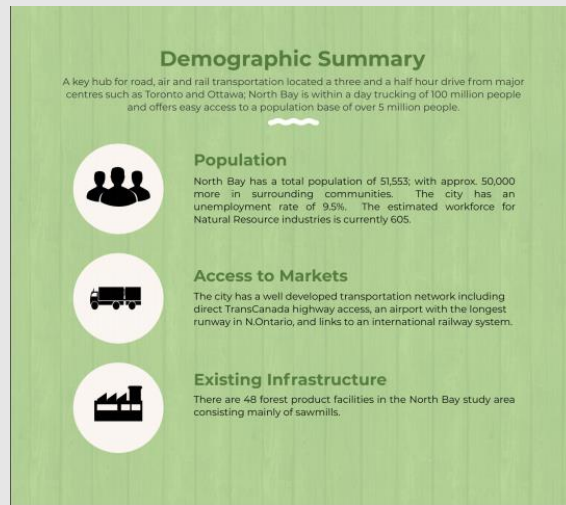 Demographic Summary
A key hub for road, air and rail transportation located a three and a half hour drive from major
centres such as Toronto and Ottawa; North Bay is within a day trucking of 100 million people
and offers easy access to a population base of over 5 million people.
Population
North Bay has a total population of 51,553; with approx. 50,000
more in surrounding communities. The city has an
unemployment rate of 9.5%. The estimated workforce for
Natural Resource industries is currently 605.
Access to Markets
The city has a well developed transportation network including
direct TransCanada highway access, an airport with the longest
runway in N.Ontario, and links to an international railway system.
Existing Infrastructure
There are 48 forest product facilities in the North Bay study area
consisting mainly of sawmills.